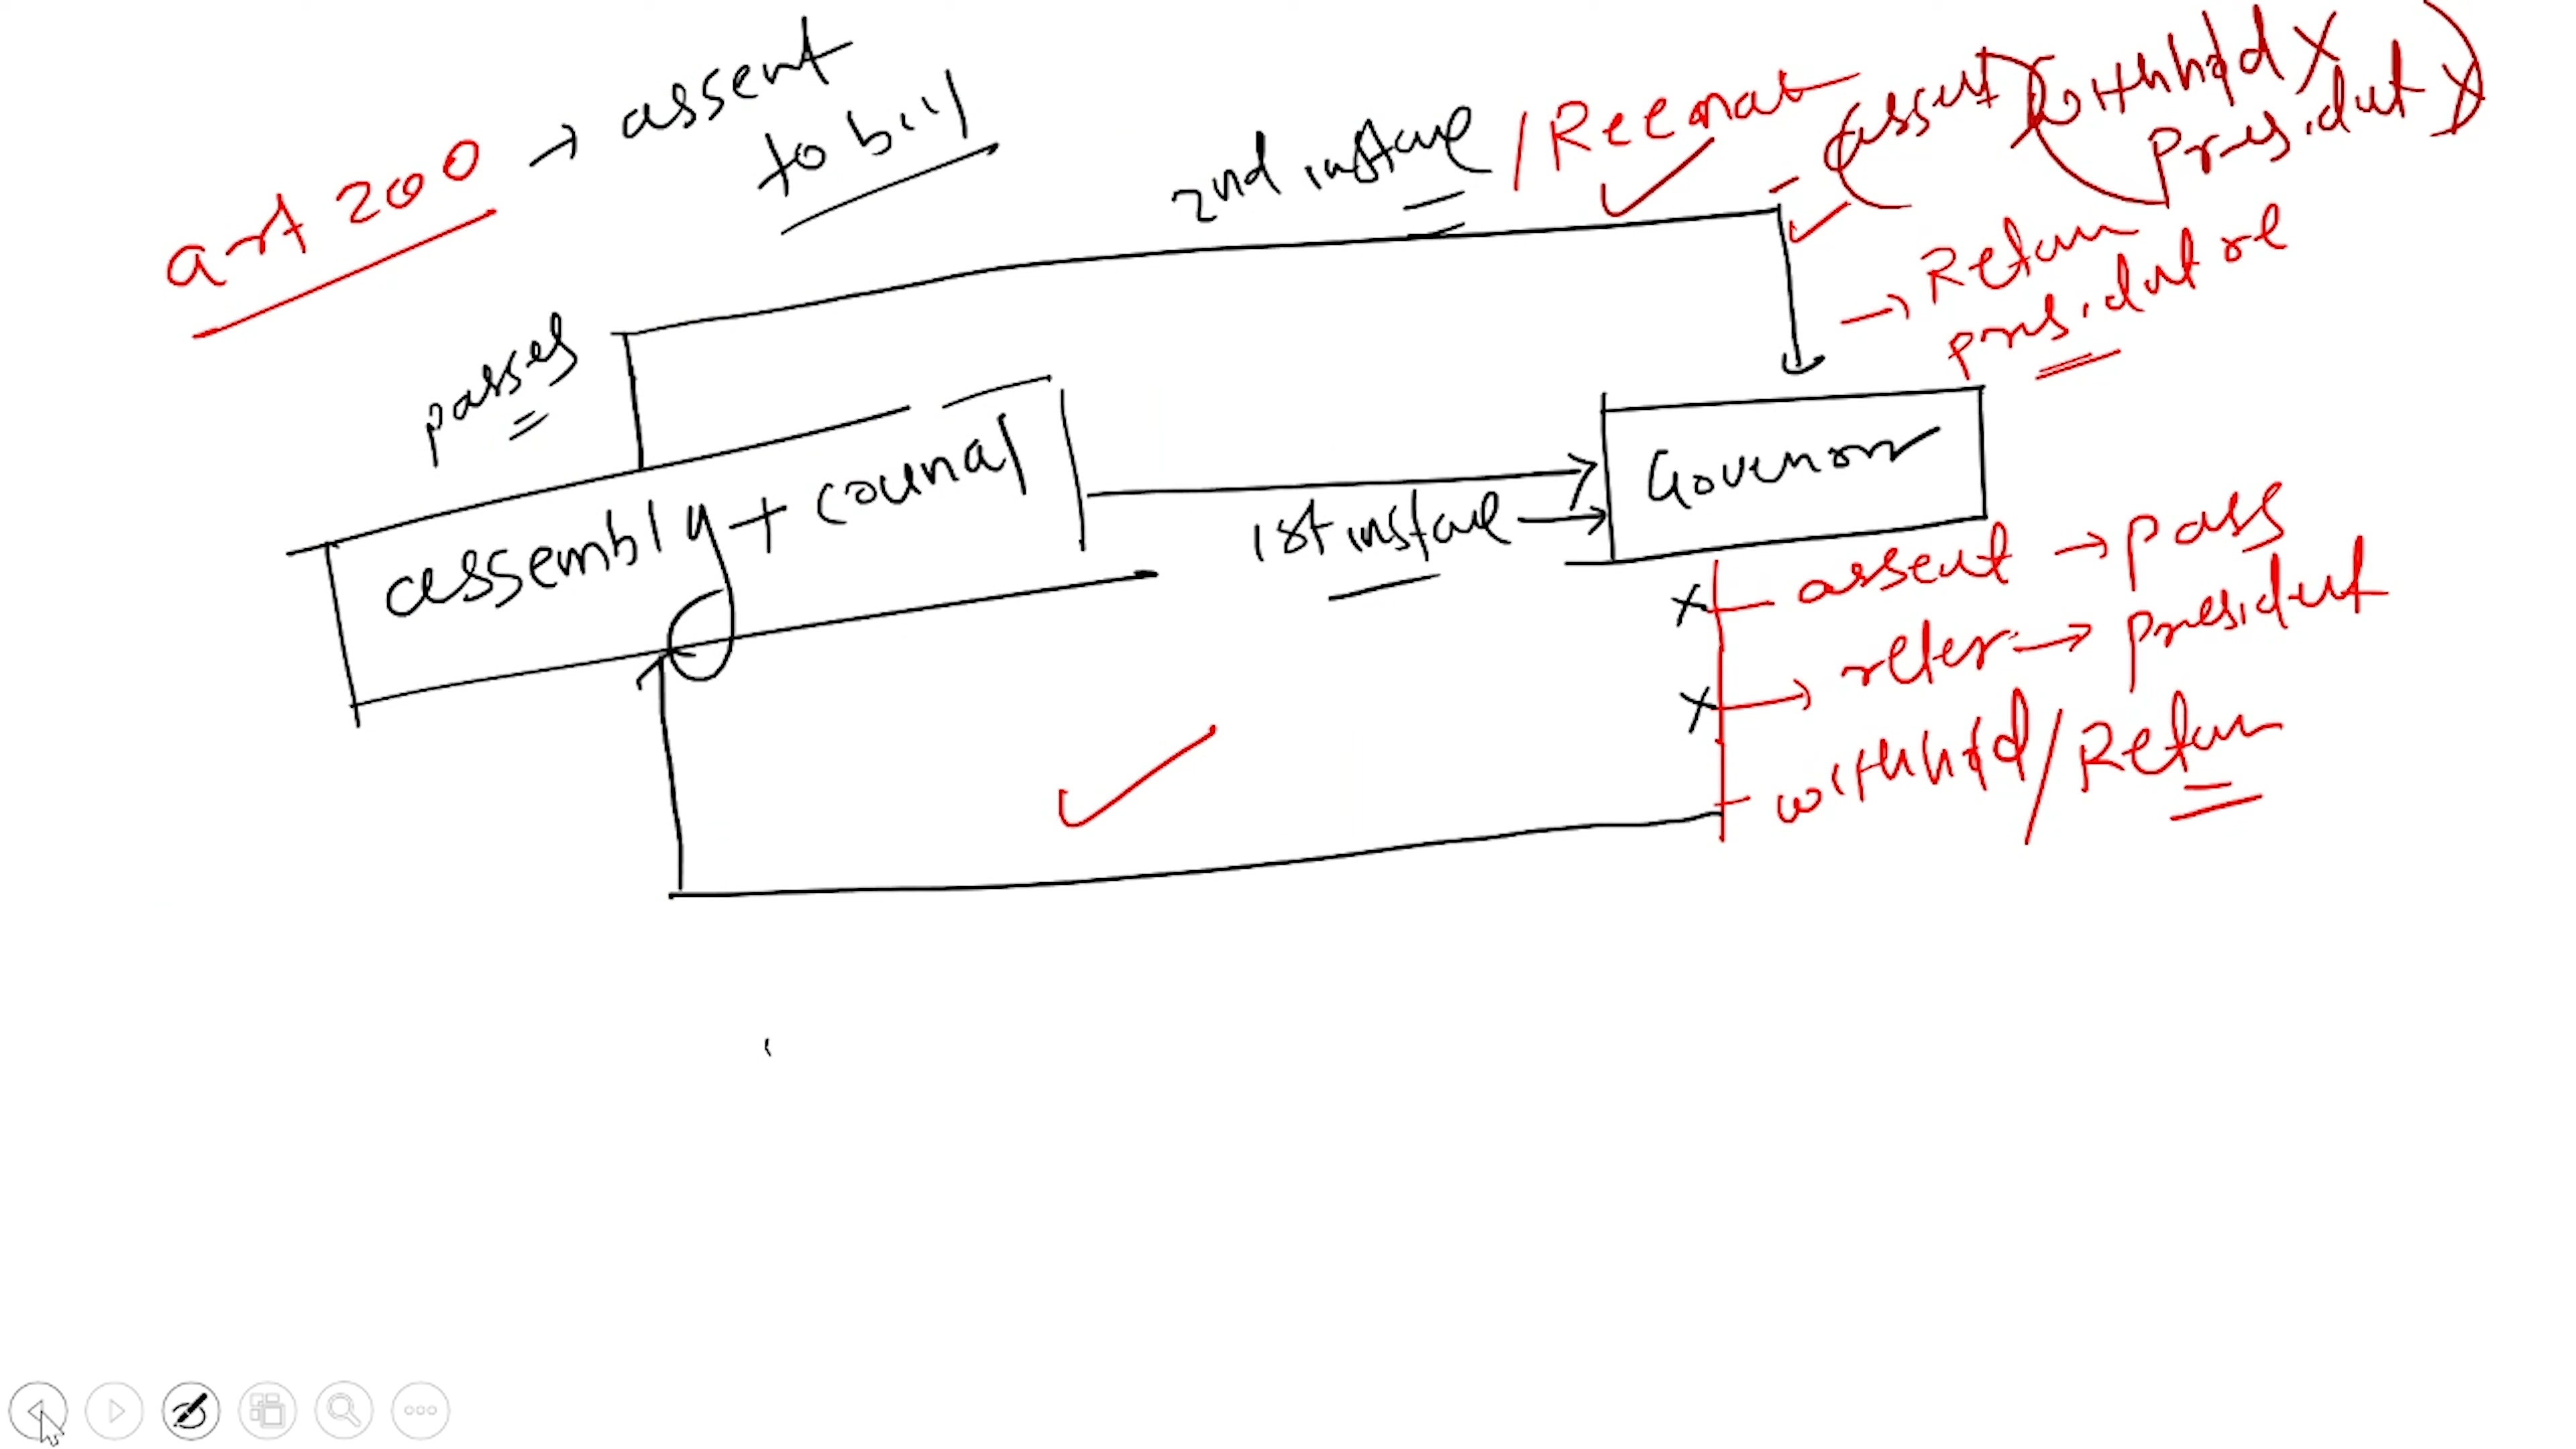 art 200 → assent
to bill
2nd instance / Reenact
- assent (withhold X
President X)
→ Return
president re
passes
assembly + council
1st instance →
Governor
X assent → pass
X → refer → president
withhold / Return